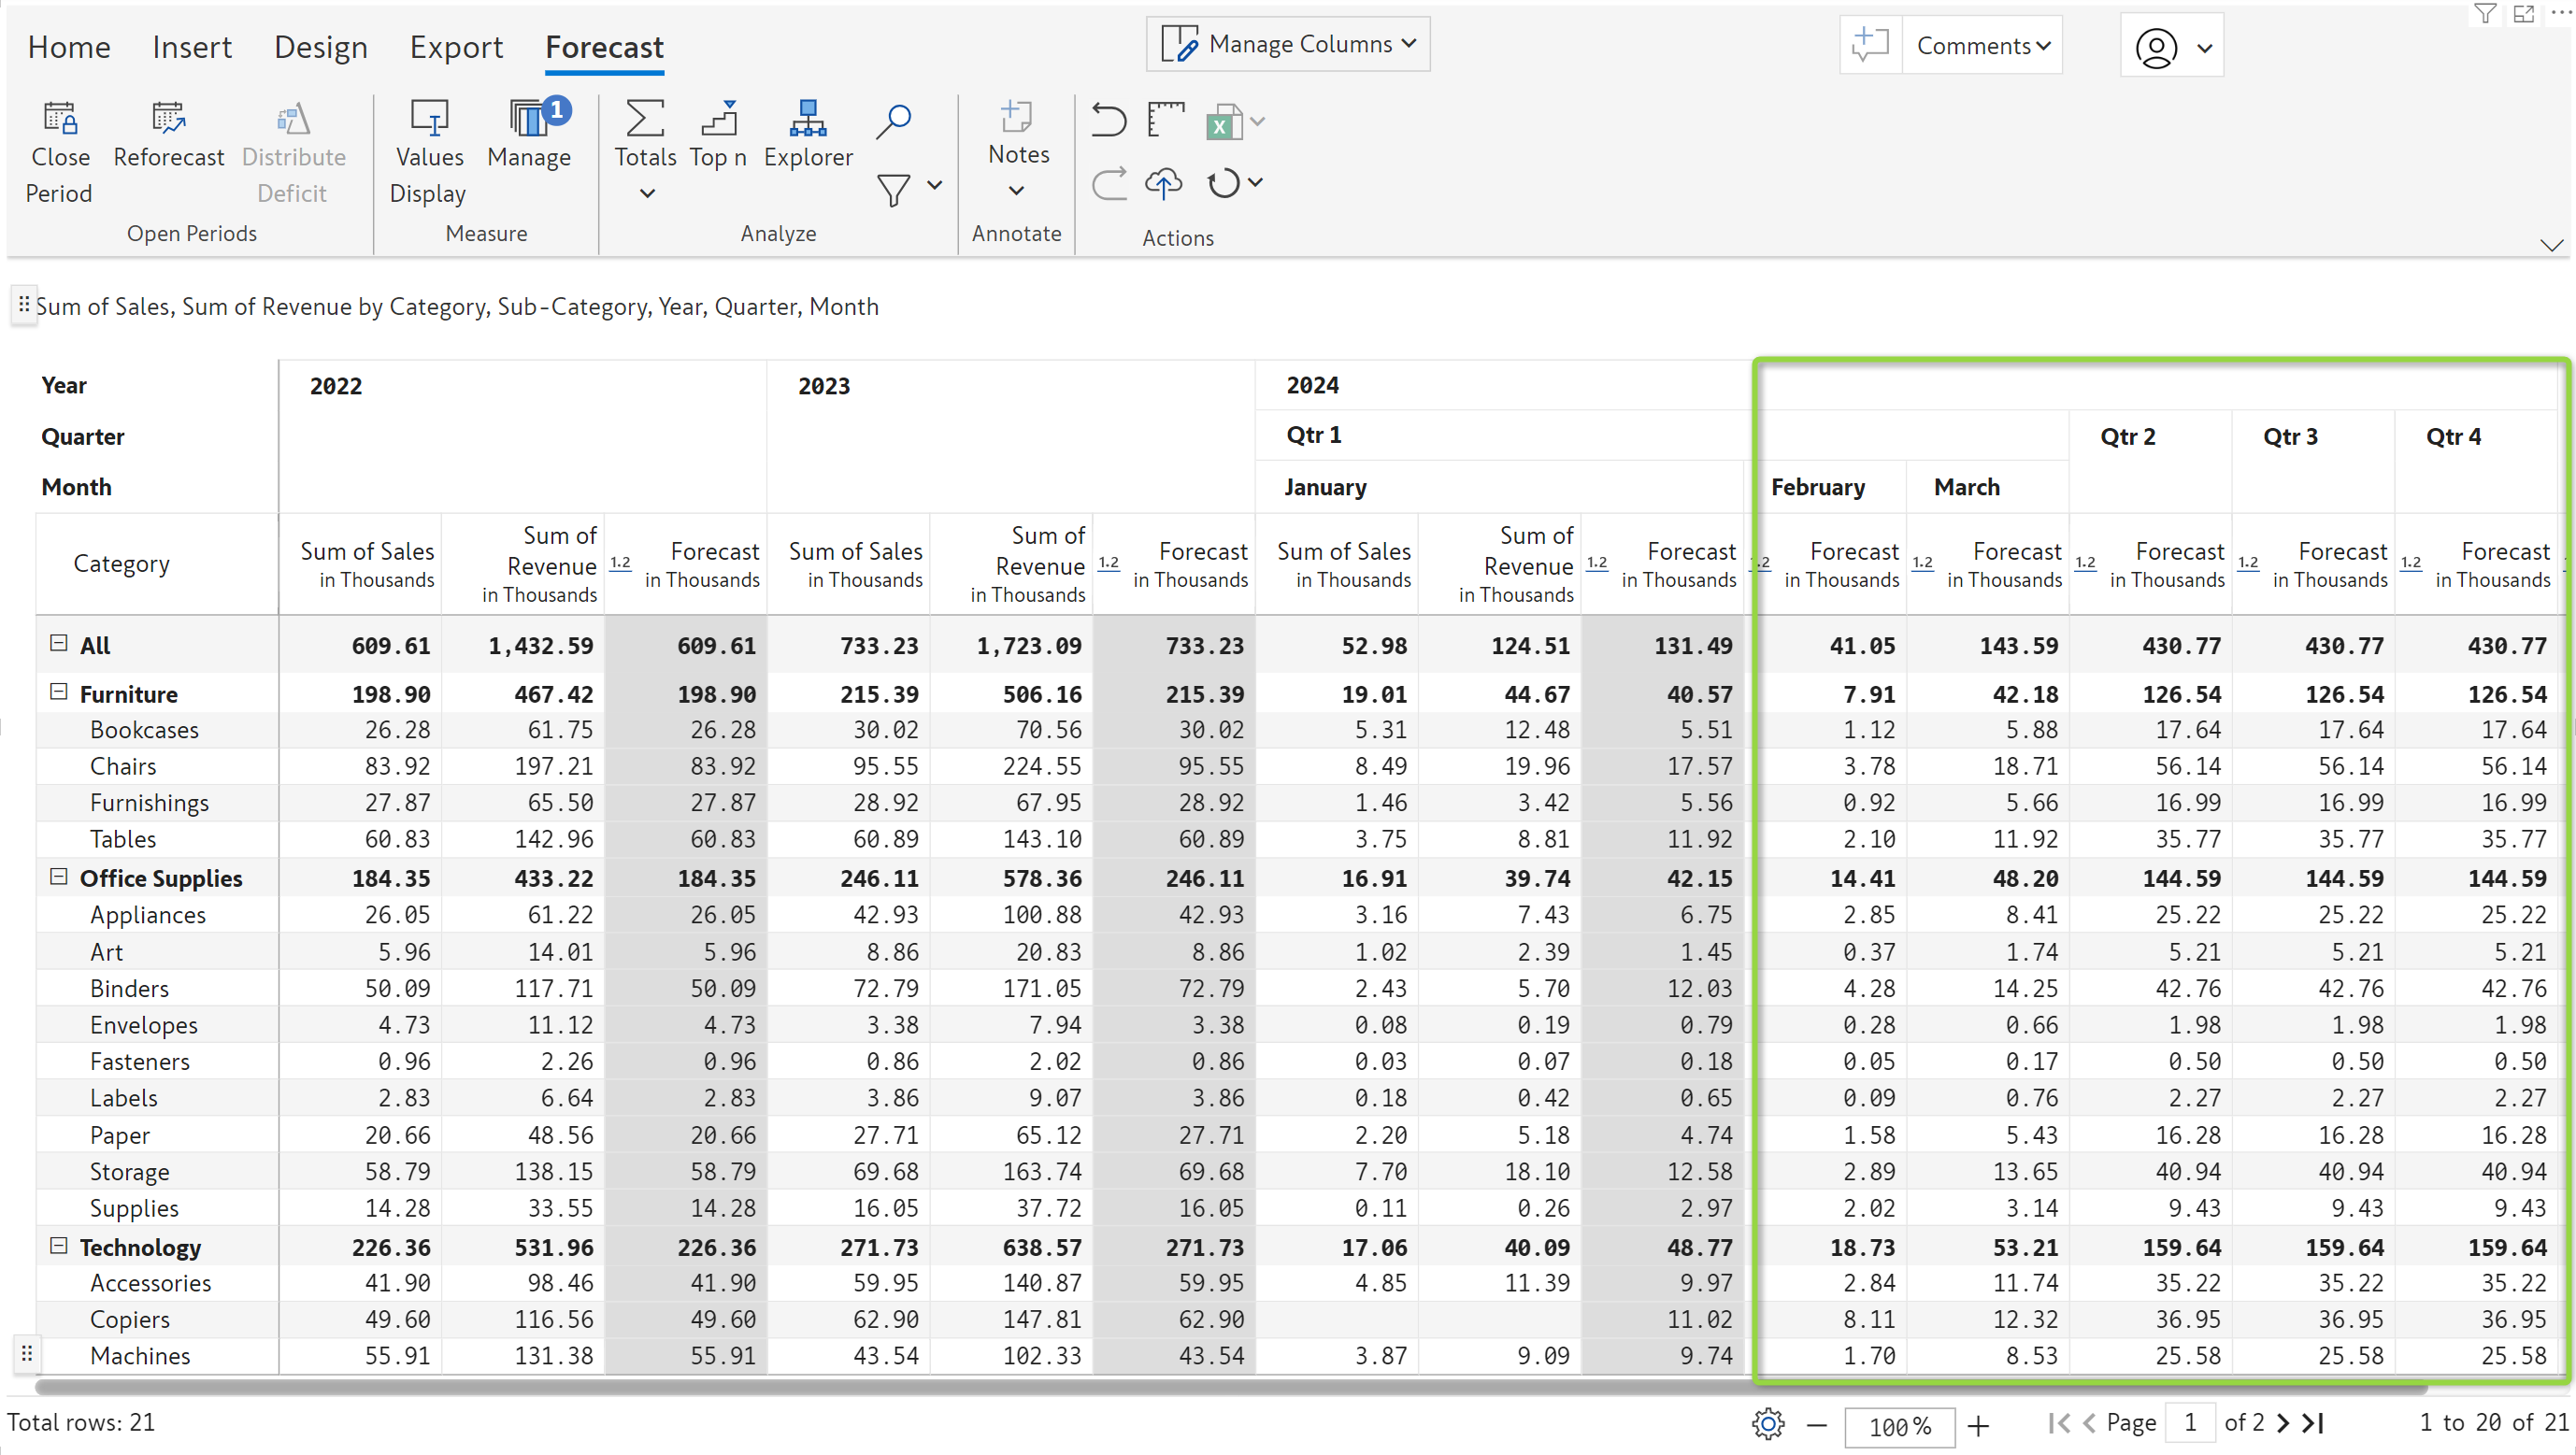 Home Insert Design Export Forecast Manage Columns Comments
1
Close Period Reforecast Distribute Deficit Values Display Manage Totals Top n Explorer Notes
Open Periods Measure Analyze Annotate Actions
Sum of Sales, Sum of Revenue by Category, Sub-Category, Year, Quarter, Month
Year 2022 2023 2024
Quarter Qtr 1 Qtr 2 Qtr 3 Qtr 4
Month January February March
Category Sum of Sales in Thousands Sum of Revenue in Thousands 1.2 Forecast in Thousands Sum of Sales in Thousands Sum of Revenue in Thousands 1.2 Forecast in Thousands Sum of Sales in Thousands Sum of Revenue in Thousands 1.2 Forecast in Thousands Forecast in Thousands 1.2 Forecast in Thousands 1.2 Forecast in Thousands 1.2 Forecast in Thousands 1.2 Forecast in Thousands
All 609.61 1,432.59 609.61 733.23 1,723.09 733.23 52.98 124.51 131.49 41.05 143.59 430.77 430.77 430.77
Furniture 198.90 467.42 198.90 215.39 506.16 215.39 19.01 44.67 40.57 7.91 42.18 126.54 126.54 126.54
Bookcases 26.28 61.75 26.28 30.02 70.56 30.02 5.31 12.48 5.51 1.12 5.88 17.64 17.64 17.64
Chairs 83.92 197.21 83.92 95.55 224.55 95.55 8.49 19.96 17.57 3.78 18.71 56.14 56.14 56.14
Furnishings 27.87 65.50 27.87 28.92 67.95 28.92 1.46 3.42 5.56 0.92 5.66 16.99 16.99 16.99
Tables 60.83 142.96 60.83 60.89 143.10 60.89 3.75 8.81 11.92 2.10 11.92 35.77 35.77 35.77
Office Supplies 184.35 433.22 184.35 246.11 578.36 246.11 16.91 39.74 42.15 14.41 48.20 144.59 144.59 144.59
Appliances 26.05 61.22 26.05 42.93 100.88 42.93 3.16 7.43 6.75 2.85 8.41 25.22 25.22 25.22
Art 5.96 14.01 5.96 8.86 20.83 8.86 1.02 2.39 1.45 0.37 1.74 5.21 5.21 5.21
Binders 50.09 117.71 50.09 72.79 171.05 72.79 2.43 5.70 12.03 4.28 14.25 42.76 42.76 42.76
Envelopes 4.73 11.12 4.73 3.38 7.94 3.38 0.08 0.19 0.79 0.28 0.66 1.98 1.98 1.98
Fasteners 0.96 2.26 0.96 0.86 2.02 0.86 0.03 0.07 0.18 0.05 0.17 0.50 0.50 0.50
Labels 2.83 6.64 2.83 3.86 9.07 3.86 0.18 0.42 0.65 0.09 0.76 2.27 2.27 2.27
Paper 20.66 48.56 20.66 27.71 65.12 27.71 2.20 5.18 4.74 1.58 5.43 16.28 16.28 16.28
Storage 58.79 138.15 58.79 69.68 163.74 69.68 7.70 18.10 12.58 2.89 13.65 40.94 40.94 40.94
Supplies 14.28 33.55 14.28 16.05 37.72 16.05 0.11 0.26 2.97 2.02 3.14 9.43 9.43 9.43
Technology 226.36 531.96 226.36 271.73 638.57 271.73 17.06 40.09 48.77 18.73 53.21 159.64 159.64 159.64
Accessories 41.90 98.46 41.90 59.95 140.87 59.95 4.85 11.39 9.97 2.84 11.74 35.22 35.22 35.22
Copiers 49.60 116.56 49.60 62.90 147.81 62.90 11.02 8.11 12.32 36.95 36.95 36.95
Machines 55.91 131.38 55.91 43.54 102.33 43.54 3.87 9.09 9.74 1.70 8.53 25.58 25.58 25.58
Total rows: 21 100% Page 1 of 2 1 to 20 of 21